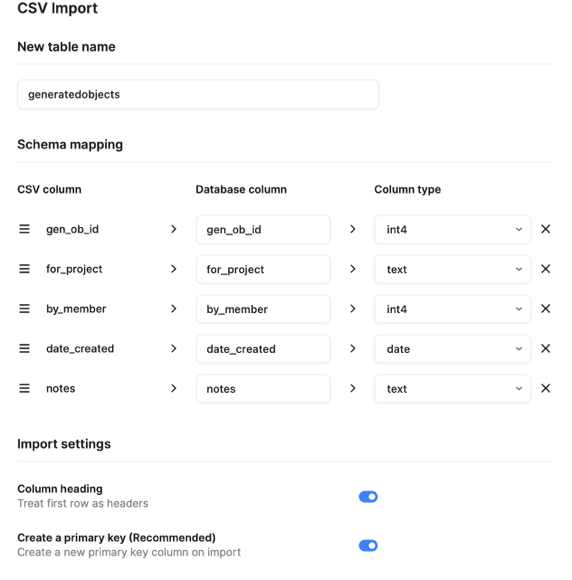 CSV Import
New table name
generatedobjects
Schema mapping
CSV column Database column Column type
gen_ob_id gen_ob_id int4
for_project for_project text
by_member by_member int4
date_created date_created date
notes notes text
Import settings
Column heading
Treat first row as headers
Create a primary key (Recommended)
Create a new primary key column on import